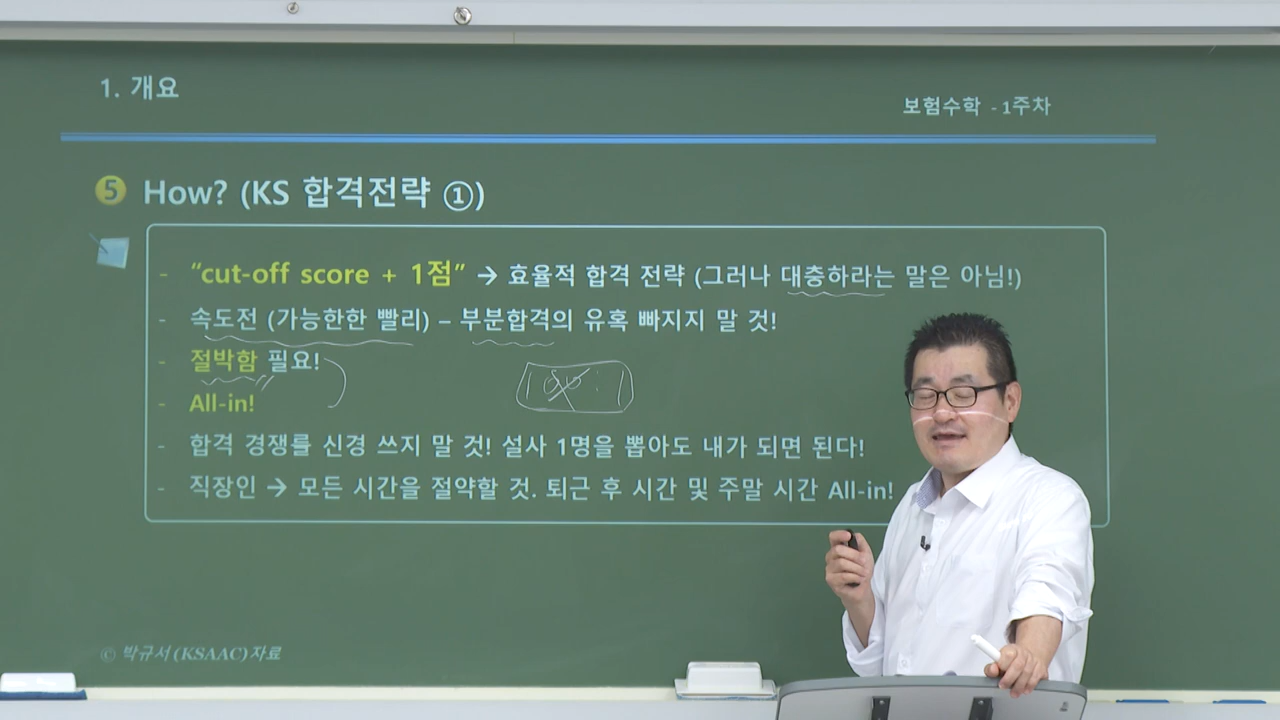 1. 개요
보험수학 - 1주차
5 How? (KS 합격전략 ①)
- “cut-off score + 1점” → 효율적 합격 전략 (그러나 대충하라는 말은 아님!)
- 속도전 (가능한한 빨리) – 부분합격의 유혹 빠지지 말 것!
- 절박함 필요!
- All-in!
- 합격 경쟁률 신경 쓰지 말 것! 설사 1명을 뽑아도 내가 되면 된다!
- 직장인 → 모든 시간을 절약할 것. 퇴근 후 시간 및 주말 시간 All-in!
© 박규서 (KSAAC) 자료